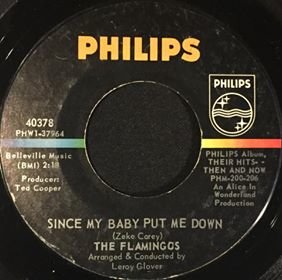 PHILIPS
40378
PHW1-37964
Belleville Music
(BMI) 2:18
Producer:
Ted Cooper
PHILIPS
PHILIPS Album,
THEIR HITS-
THEN AND NOW
PHM-200-206
An Alice In
Wonderland
Production
SINCE MY BABY PUT ME DOWN
(Zeke Carey)
THE FLAMINGOS
Arranged & Conducted by
Leroy Glover